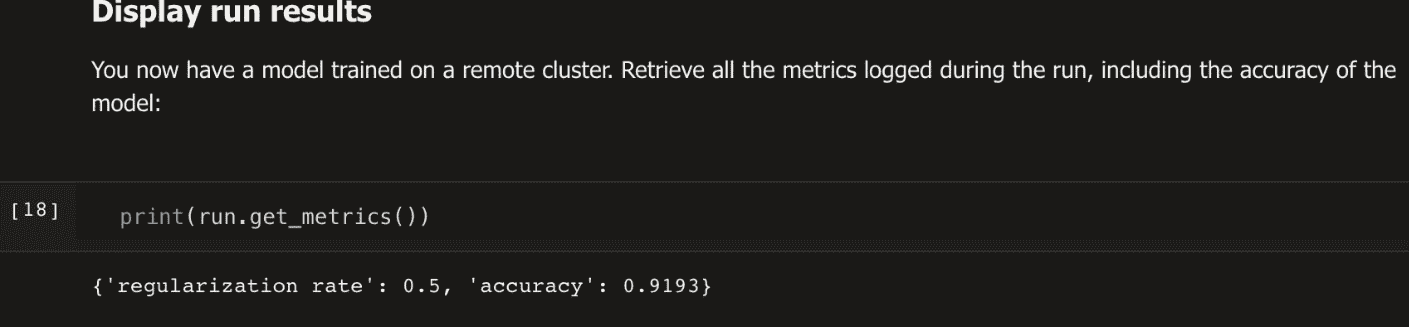 Display run results
You now have a model trained on a remote cluster. Retrieve all the metrics logged during the run, including the accuracy of the
model:
[18]
print(run.get_metrics())
{'regularization rate': 0.5, 'accuracy': 0.9193}